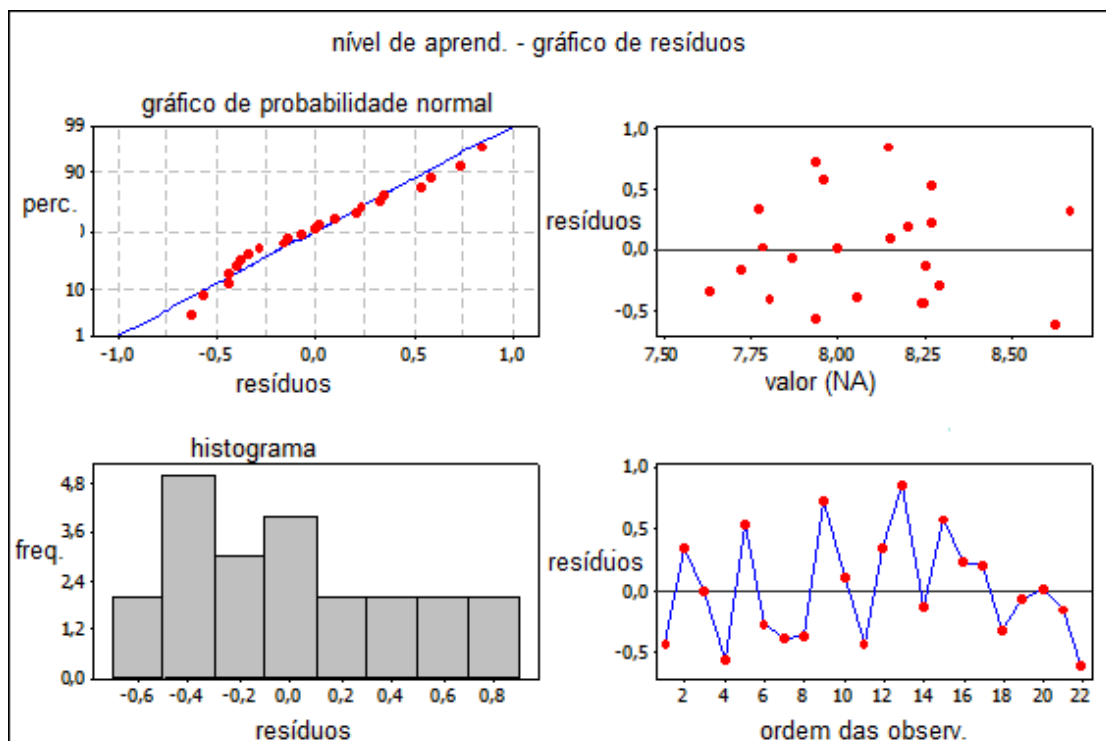 nível de aprend. - gráfico de resíduos
gráfico de probabilidade normal
99
90
perc.
10
1
-1,0 -0,5 0,0 0,5 1,0
resíduos
1,0
0,5
resíduos
0,0
-0,5
7,50 7,75 8,00 8,25 8,50
valor (NA)
histograma
4,8
3,6
freq.
2,4
1,2
0,0
-0,6 -0,4 -0,2 0,0 0,2 0,4 0,6 0,8
resíduos
1,0
0,5
resíduos
0,0
-0,5
2 4 6 8 10 12 14 16 18 20 22
ordem das observ.